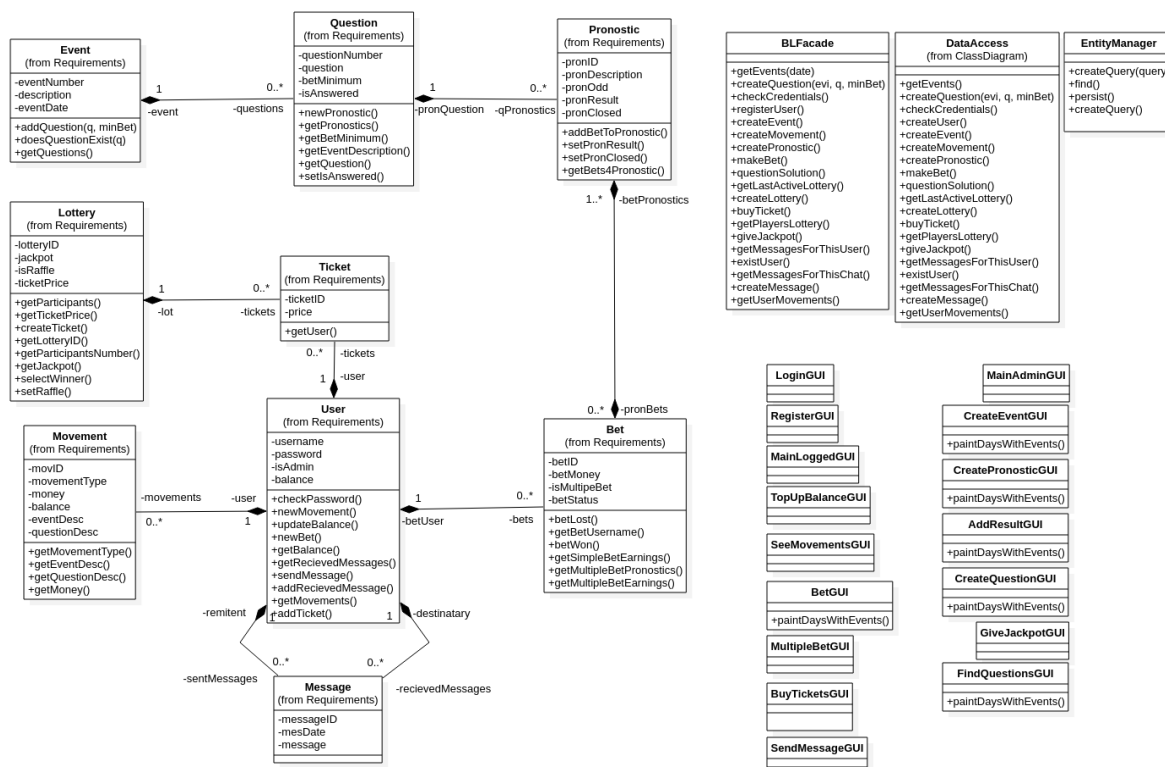 Event
(from Requirements)
-eventNumber
-description
-eventDate
+addQuestion(q, minBet)
+doesQuestionExist(q)
+getQuestions()
1
-event
0..*
-questions
Question
(from Requirements)
-questionNumber
-question
-betMinimum
-isAnswered
+newPronostic()
+getPronostics()
+getBetMinimum()
+getEventDescription()
+getQuestion()
+setIsAnswered()
1
-pronQuestion
0..*
-qPronostics
Pronostic
(from Requirements)
-pronID
-pronDescription
-pronOdd
-pronResult
-pronClosed
+addBetToPronostic()
+setPronResult()
+setPronClosed()
+getBets4Pronostic()
1..*
-betPronostics
BLFacade
+getEvents(date)
+createQuestion(evi, q, minBet)
+checkCredentials()
+registerUser()
+createEvent()
+createMovement()
+createPronostic()
+makeBet()
+questionSolution()
+getLastActiveLottery()
+createLottery()
+buyTicket()
+getPlayersLottery()
+giveJackpot()
+getMessagesForThisUser()
+existUser()
+getMessagesForThisChat()
+createMessage()
+getUserMovements()
DataAccess
(from ClassDiagram)
+getEvents()
+createQuestion(evi, q, minBet)
+checkCredentials()
+createUser()
+createEvent()
+createMovement()
+createPronostic()
+makeBet()
+questionSolution()
+getLastActiveLottery()
+createLottery()
+buyTicket()
+getPlayersLottery()
+giveJackpot()
+getMessagesForThisUser()
+existUser()
+getMessagesForThisChat()
+createMessage()
+getUserMovements()
EntityManager
+createQuery(query
+find()
+persist()
+createQuery()
Lottery
(from Requirements)
-lotteryID
-jackpot
-isRaffle
-ticketPrice
+getParticipants()
+getTicketPrice()
+createTicket()
+getLotteryID()
+getParticipantsNumber()
+getJackpot()
+selectWinner()
+setRaffle()
1
-lot
0..*
-tickets
Ticket
(from Requirements)
-ticketID
-price
+getUser()
0..*
-tickets
1
-user
User
(from Requirements)
-username
-password
-isAdmin
-balance
+checkPassword()
+newMovement()
+updateBalance()
+newBet()
+getBalance()
+getRecievedMessages()
+sendMessage()
+addRecievedMessage()
+getMovements()
+addTicket()
Movement
(from Requirements)
-movID
-movementType
-money
-balance
-eventDesc
-questionDesc
+getMovementType()
+getEventDesc()
+getQuestionDesc()
+getMoney()
-movements
0..*
-user
1
1
-betUser
0..*
-bets
0..*
-pronBets
Bet
(from Requirements)
-betID
-betMoney
-isMultipeBet
-betStatus
+betLost()
+getBetUsername()
+betWon()
+getSimpleBetEarnings()
+getMultipleBetPronostics()
+getMultipleBetEarnings()
-remitent
1
1
-destinatary
0..*
-sentMessages
0..*
-recievedMessages
Message
(from Requirements)
-messageID
-mesDate
-message
LoginGUI
RegisterGUI
MainLoggedGUI
TopUpBalanceGUI
SeeMovementsGUI
BetGUI
+paintDaysWithEvents()
MultipleBetGUI
BuyTicketsGUI
SendMessageGUI
MainAdminGUI
CreateEventGUI
+paintDaysWithEvents()
CreatePronosticGUI
+paintDaysWithEvents()
AddResultGUI
+paintDaysWithEvents()
CreateQuestionGUI
+paintDaysWithEvents()
GiveJackpotGUI
FindQuestionsGUI
+paintDaysWithEvents()